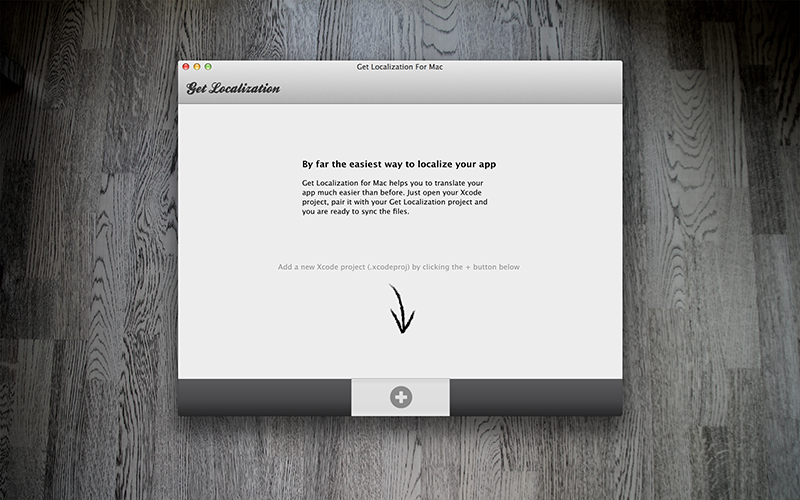 Get Localization For Mac
Get Localization
By far the easiest way to localize your app
Get Localization for Mac helps you to translate your
app much easier than before. Just open your Xcode
project, pair it with your Get Localization project and
you are ready to sync the files.
Add a new Xcode project (.xcodeproj) by clicking the + button below